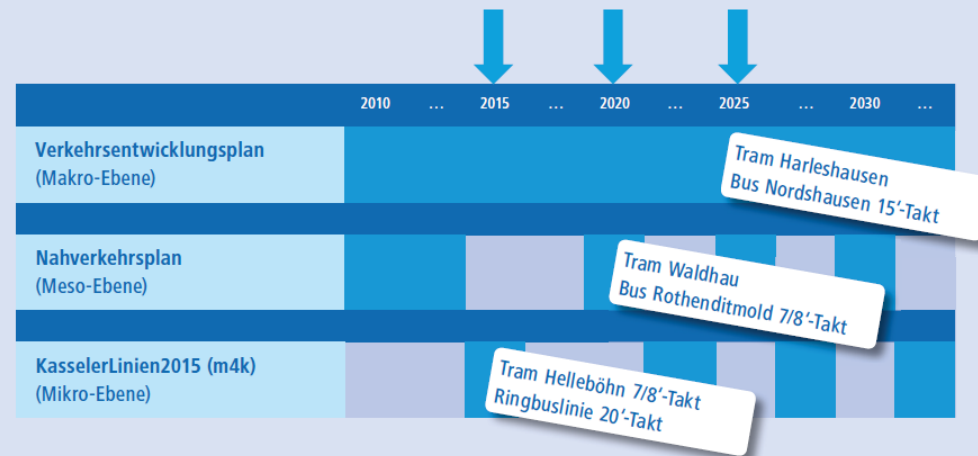 2010 ... 2015 ... 2020 ... 2025 ... 2030 ...
Verkehrsentwicklungsplan
(Makro-Ebene)
Tram Harleshausen
Bus Nordshausen 15‘-Takt
Nahverkehrsplan
(Meso-Ebene)
Tram Waldhau
Bus Rothenditmold 7/8‘-Takt
KasselerLinien2015 (m4k)
(Mikro-Ebene)
Tram Helleböhn 7/8‘-Takt
Ringbuslinie 20‘-Takt